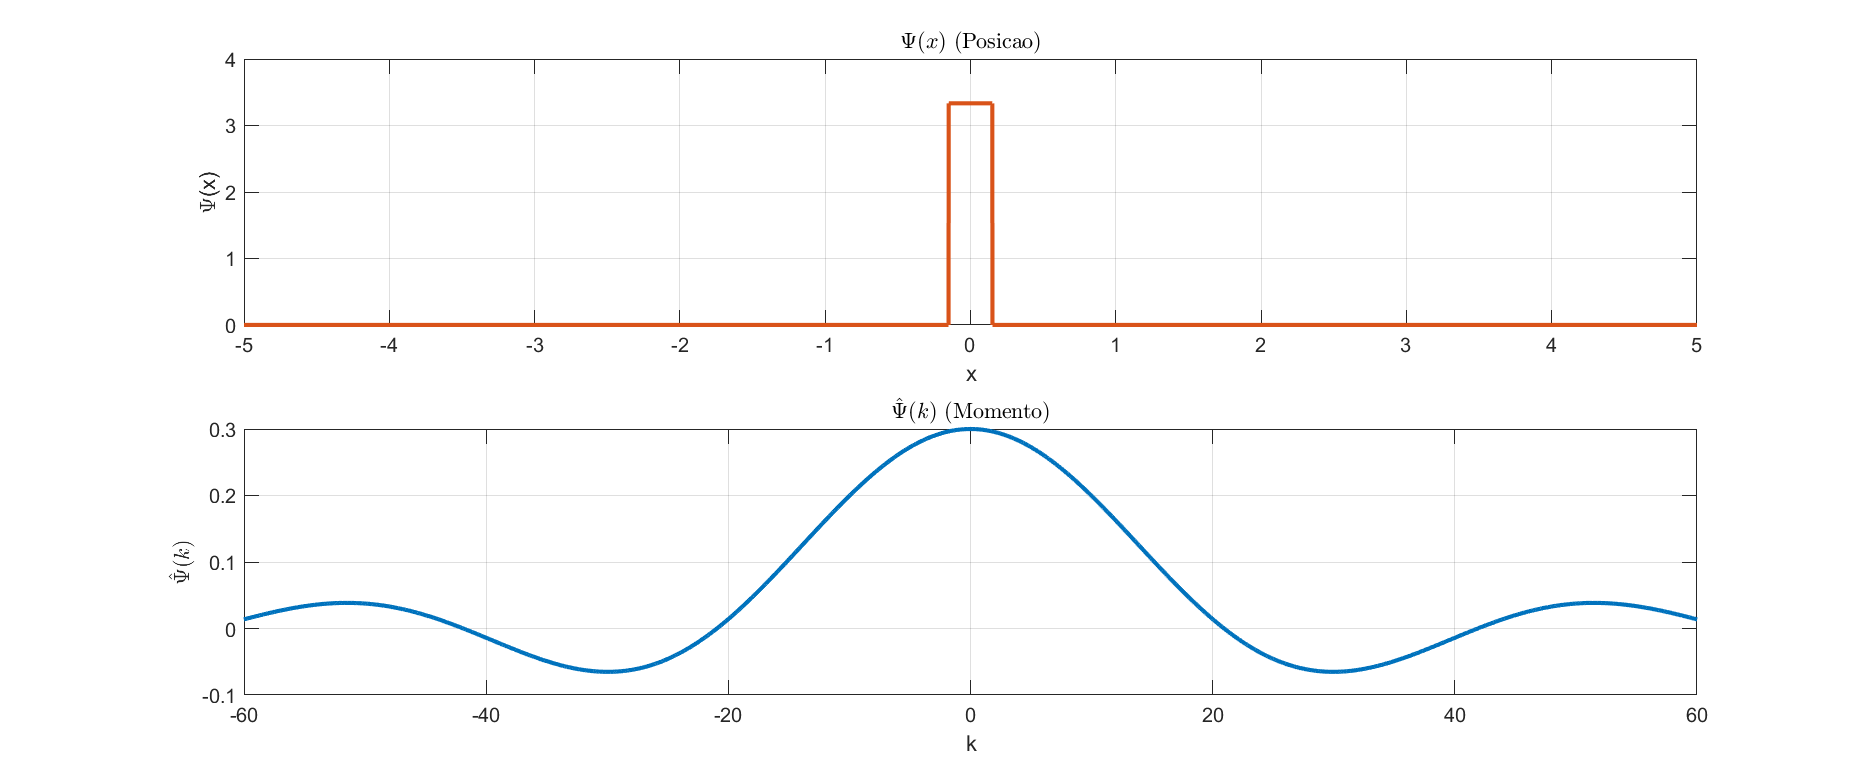 Ψ(x) (Posicao)
4
3
2
1
0
Ψ(x)
-5 -4 -3 -2 -1 0 1 2 3 4 5
x
Ψ̂(k) (Momento)
0.3
0.2
0.1
0
-0.1
Ψ̂(k)
-60 -40 -20 0 20 40 60
k